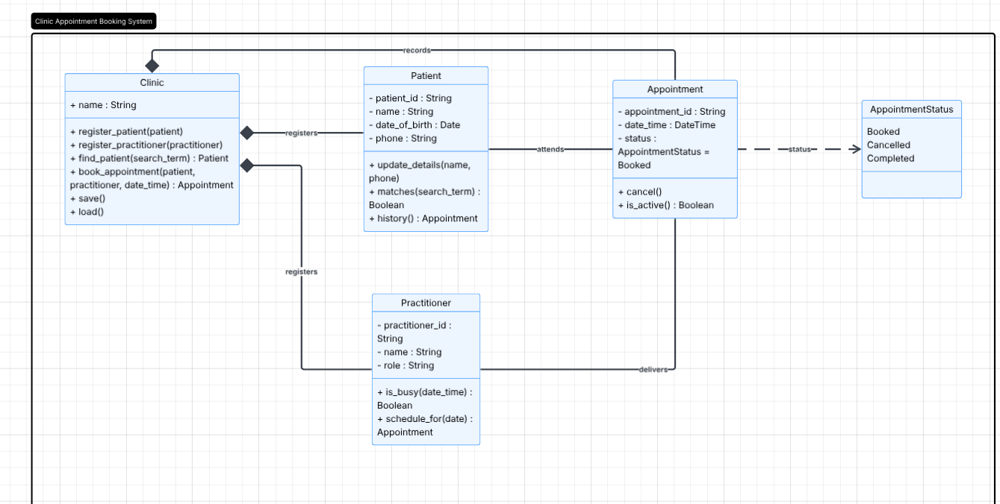 Clinic Appointment Booking System
records
Clinic
+ name : String
+ register_patient(patient)
+ register_practitioner(practitioner)
+ find_patient(search_term) : Patient
+ book_appointment(patient,
practitioner, date_time) : Appointment
+ save()
+ load()
registers
registers
Patient
- patient_id : String
- name : String
- date_of_birth : Date
- phone : String
+ update_details(name,
phone)
+ matches(search_term) :
Boolean
+ history() : Appointment
attends
Appointment
- appointment_id : String
- date_time : DateTime
- status :
AppointmentStatus =
Booked
+ cancel()
+ is_active() : Boolean
status
AppointmentStatus
Booked
Cancelled
Completed
Practitioner
- practitioner_id :
String
- name : String
- role : String
+ is_busy(date_time) :
Boolean
+ schedule_for(date) :
Appointment
delivers